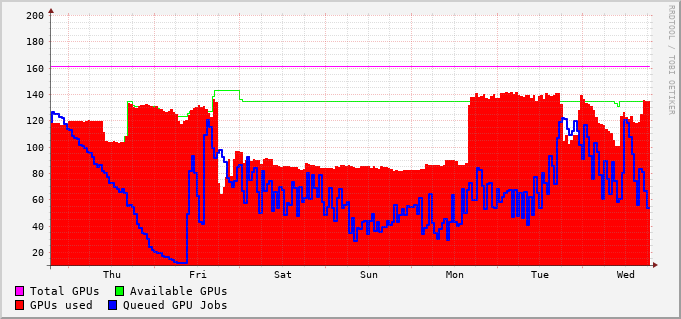 200
180
160
140
120
100
80
60
40
20
Thu Fri Sat Sun Mon Tue Wed
Total GPUs Available GPUs
GPUs used Queued GPU Jobs
RRDTOOL / TOBI OETIKER